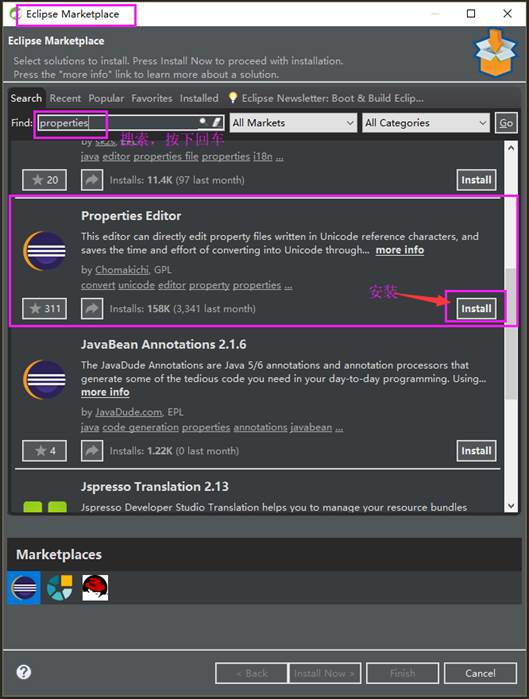 Eclipse Marketplace
Eclipse Marketplace
Select solutions to install. Press Install Now to proceed with installation.
Press the "more info" link to learn more about a solution.
Search Recent Popular Favorites Installed Eclipse Newsletter: Boot & Build Eclip...
Find: properties All Markets All Categories Go
搜索，按下回车
by sk2s, EPL
java editor properties file properties i18n ...
20 Installs: 11.4K (97 last month) Install
Properties Editor
This editor can directly edit property files written in Unicode reference characters, and
saves the time and effort of converting into Unicode through... more info
by Chomakichi, GPL
convert unicode editor property properties ...
安装
311 Installs: 158K (3,341 last month) Install
JavaBean Annotations 2.1.6
The JavaDude Annotations are Java 5/6 annotations and annotation processors that
generate some of the tedious code you need in your day-to-day programming. Using...
more info
by JavaDude.com, EPL
java code generation properties annotations javabean ...
4 Installs: 1.22K (0 last month) Install
Jspresso Translation 2.13
Jspresso Developer Studio Translation helps you to manage your resource bundles
Marketplaces
? < Back Install Now > Finish Cancel